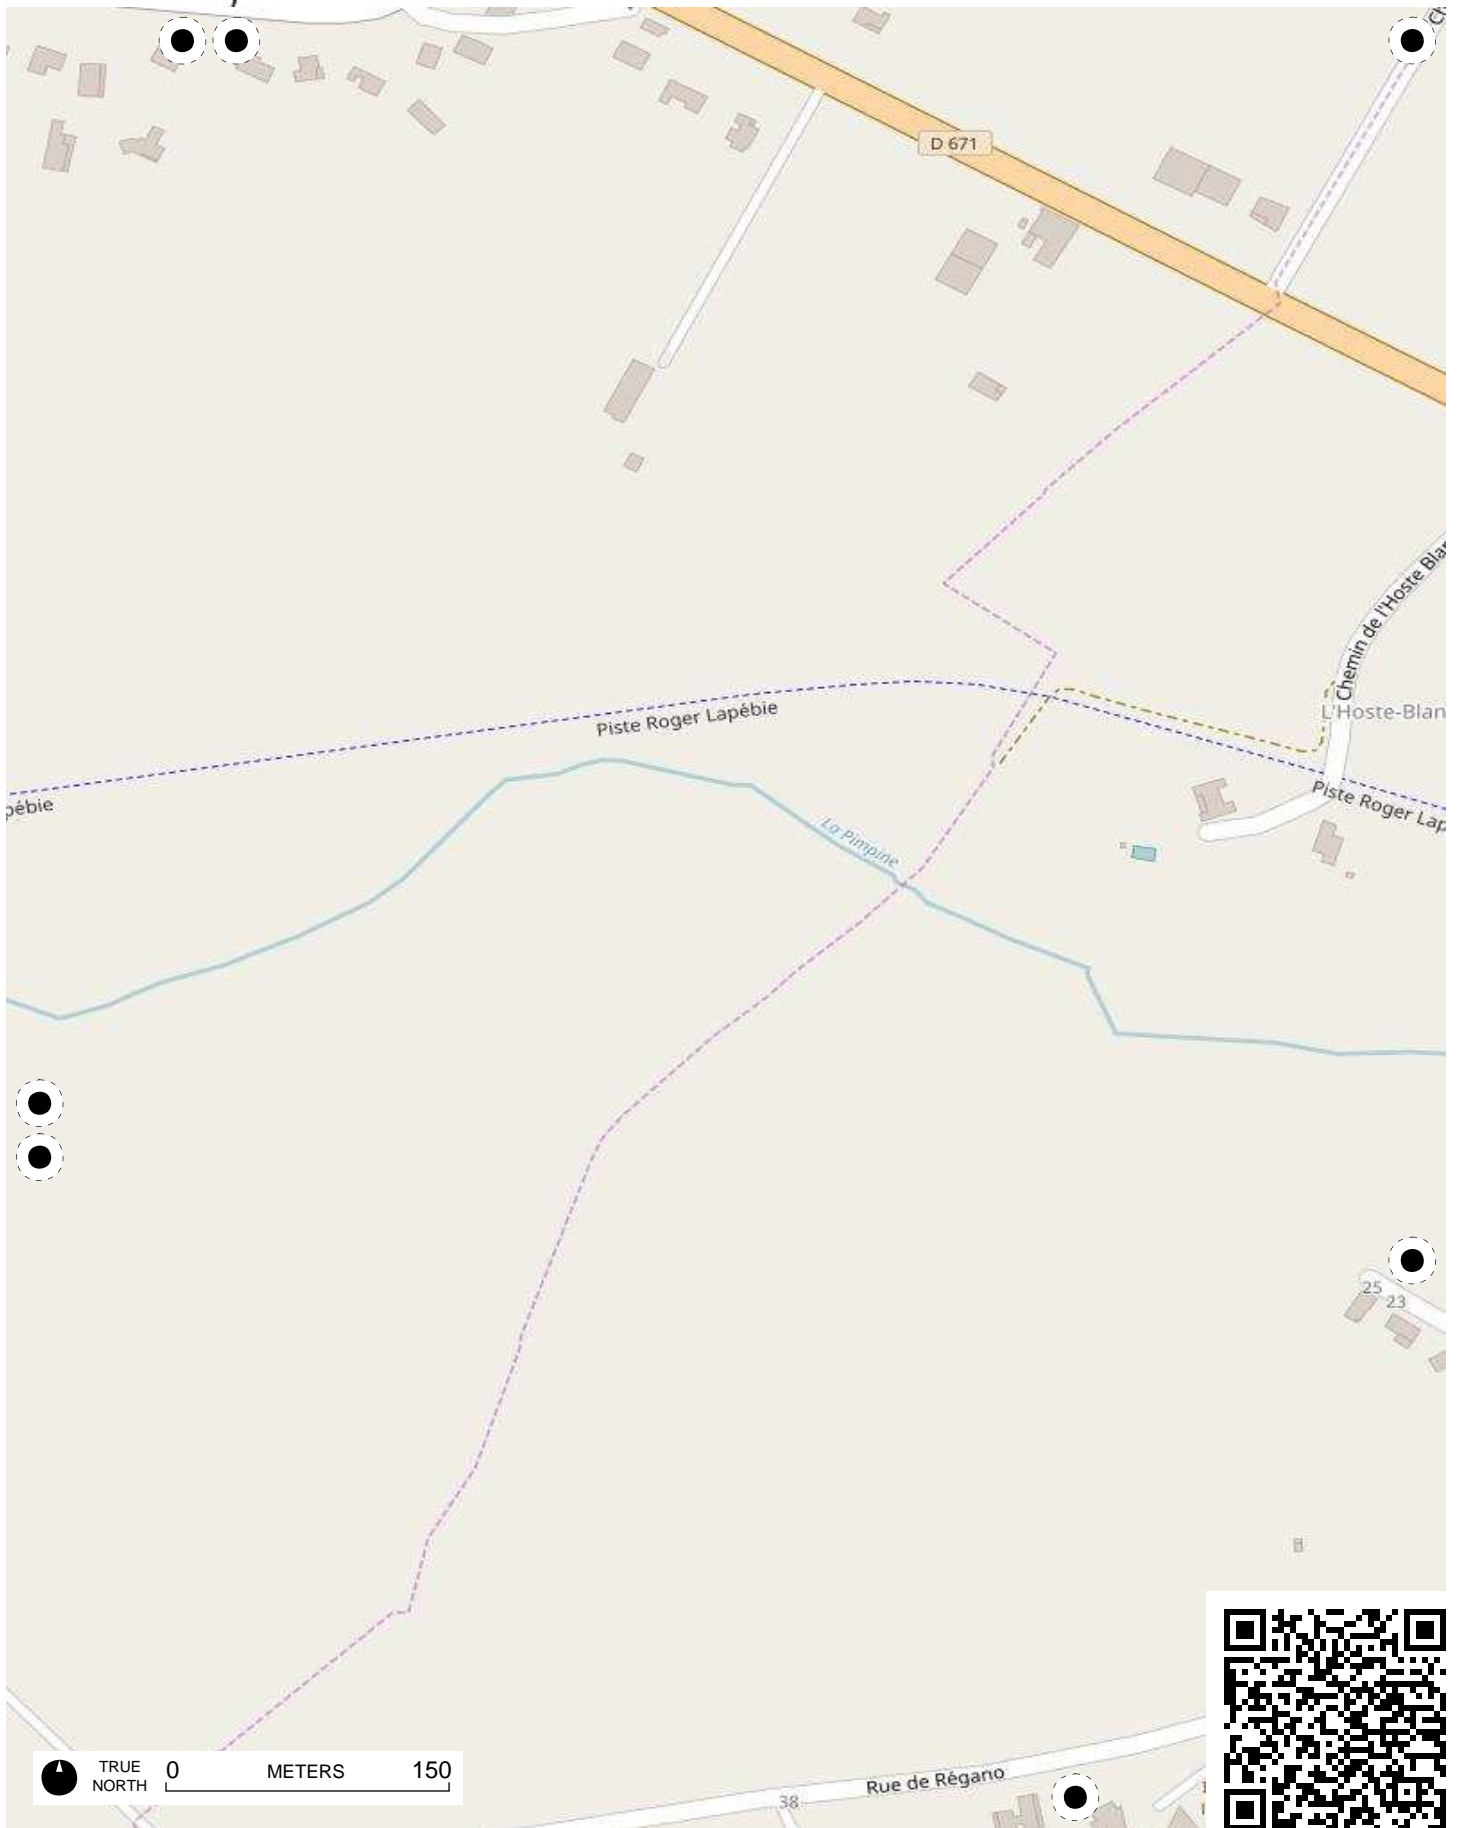 D 671
Chemin de l'Hoste Blan
L'Hoste-Blan
Piste Roger Lapébie
pébie
Piste Roger Lap
La Pimpine
25
23
TRUE NORTH
0 METERS 150
Rue de Régano
38